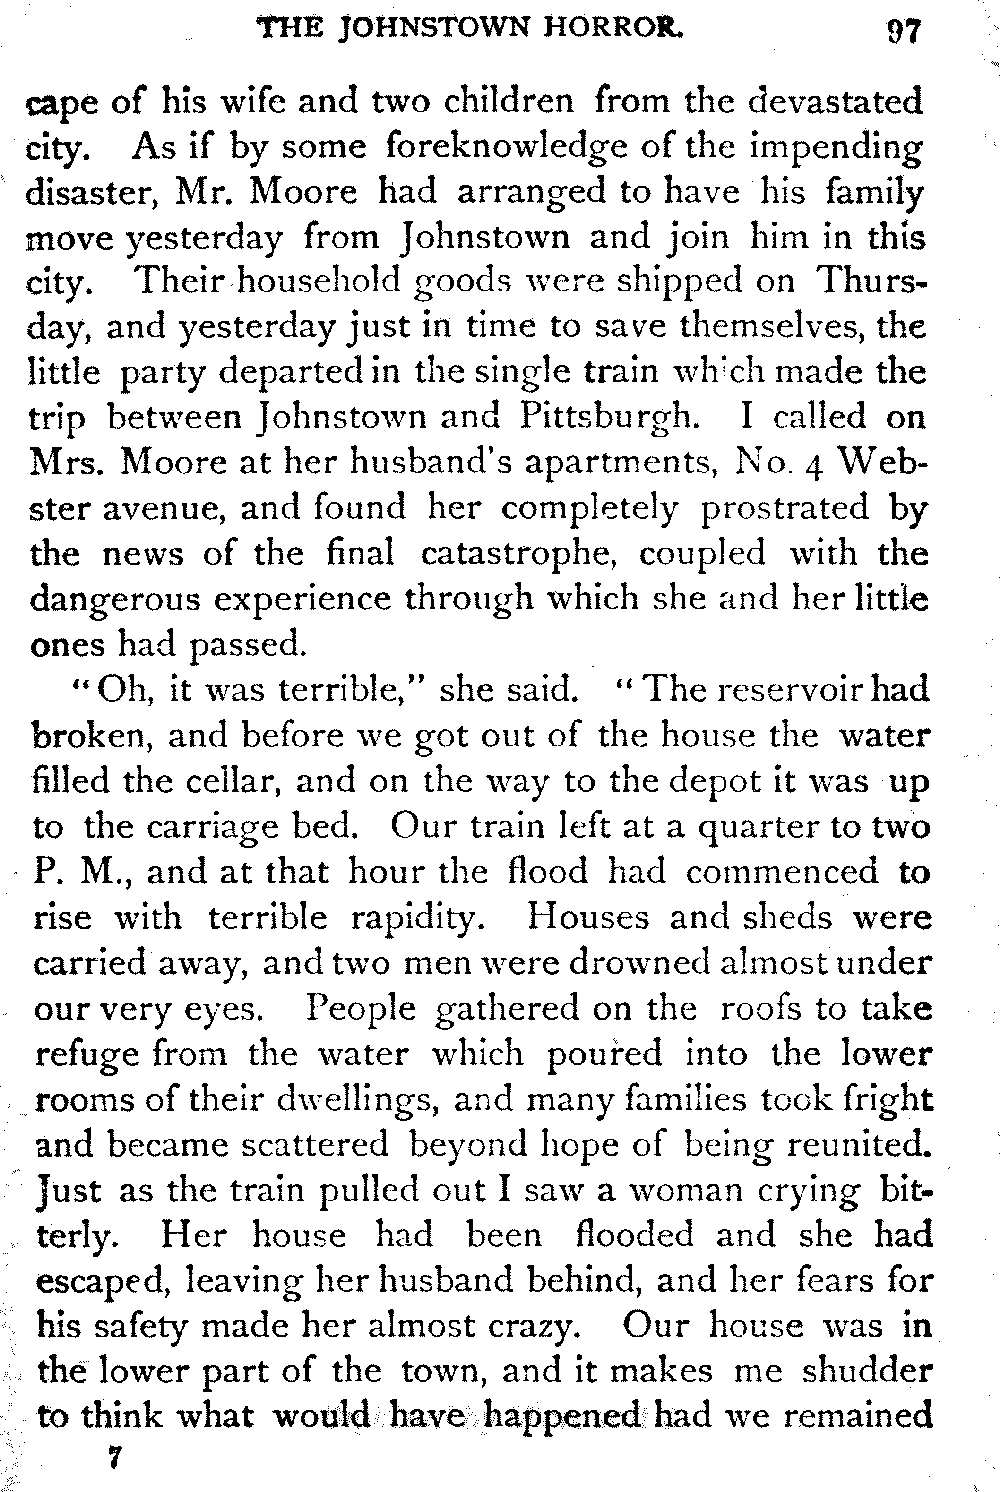 THE JOHNSTOWN HORROR. 97
cape of his wife and two children from the devastated
city. As if by some foreknowledge of the impending
disaster, Mr. Moore had arranged to have his family
move yesterday from Johnstown and join him in this
city. Their household goods were shipped on Thurs-
day, and yesterday just in time to save themselves, the
little party departed in the single train which made the
trip between Johnstown and Pittsburgh. I called on
Mrs. Moore at her husband's apartments, No. 4 Web-
ster avenue, and found her completely prostrated by
the news of the final catastrophe, coupled with the
dangerous experience through which she and her little
ones had passed.
"Oh, it was terrible," she said. "The reservoir had
broken, and before we got out of the house the water
filled the cellar, and on the way to the depot it was up
to the carriage bed. Our train left at a quarter to two
P. M., and at that hour the flood had commenced to
rise with terrible rapidity. Houses and sheds were
carried away, and two men were drowned almost under
our very eyes. People gathered on the roofs to take
refuge from the water which poured into the lower
rooms of their dwellings, and many families took fright
and became scattered beyond hope of being reunited.
Just as the train pulled out I saw a woman crying bit-
terly. Her house had been flooded and she had
escaped, leaving her husband behind, and her fears for
his safety made her almost crazy. Our house was in
the lower part of the town, and it makes me shudder
to think what would have happened had we remained
7